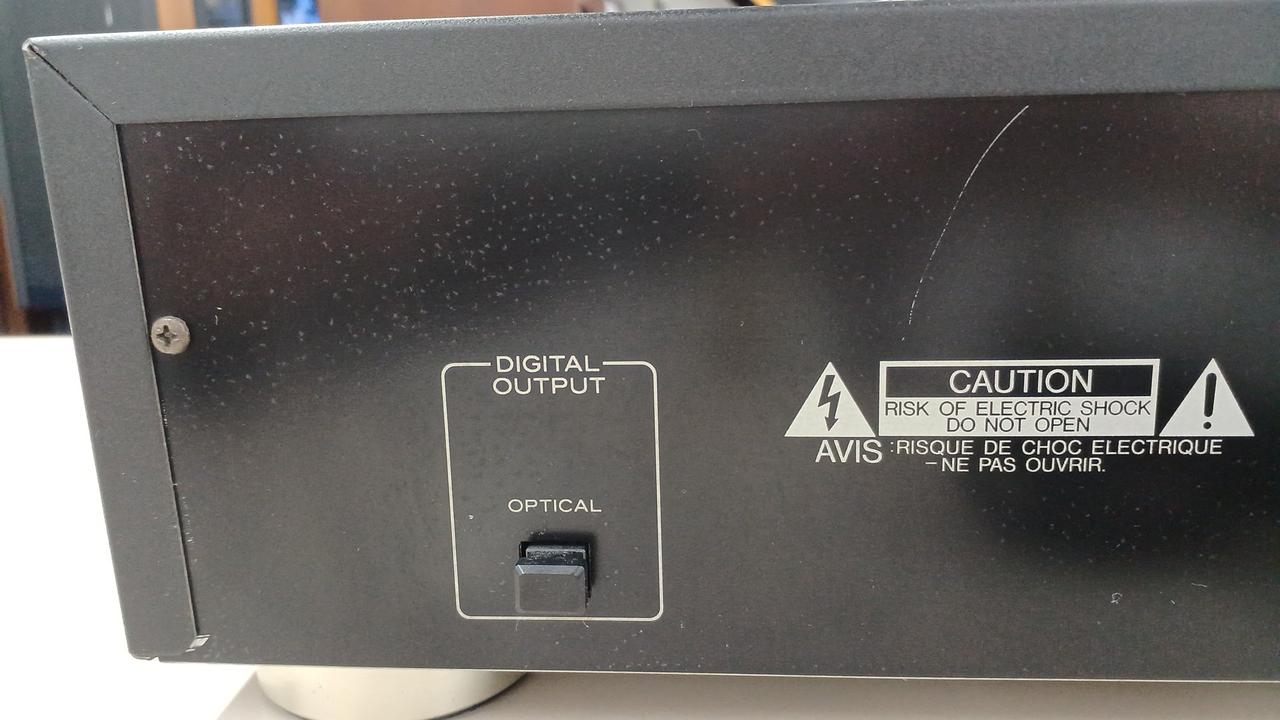 DIGITAL
OUTPUT
OPTICAL
CAUTION
RISK OF ELECTRIC SHOCK
DO NOT OPEN
AVIS :RISQUE DE CHOC ELECTRIQUE
–NE PAS OUVRIR.